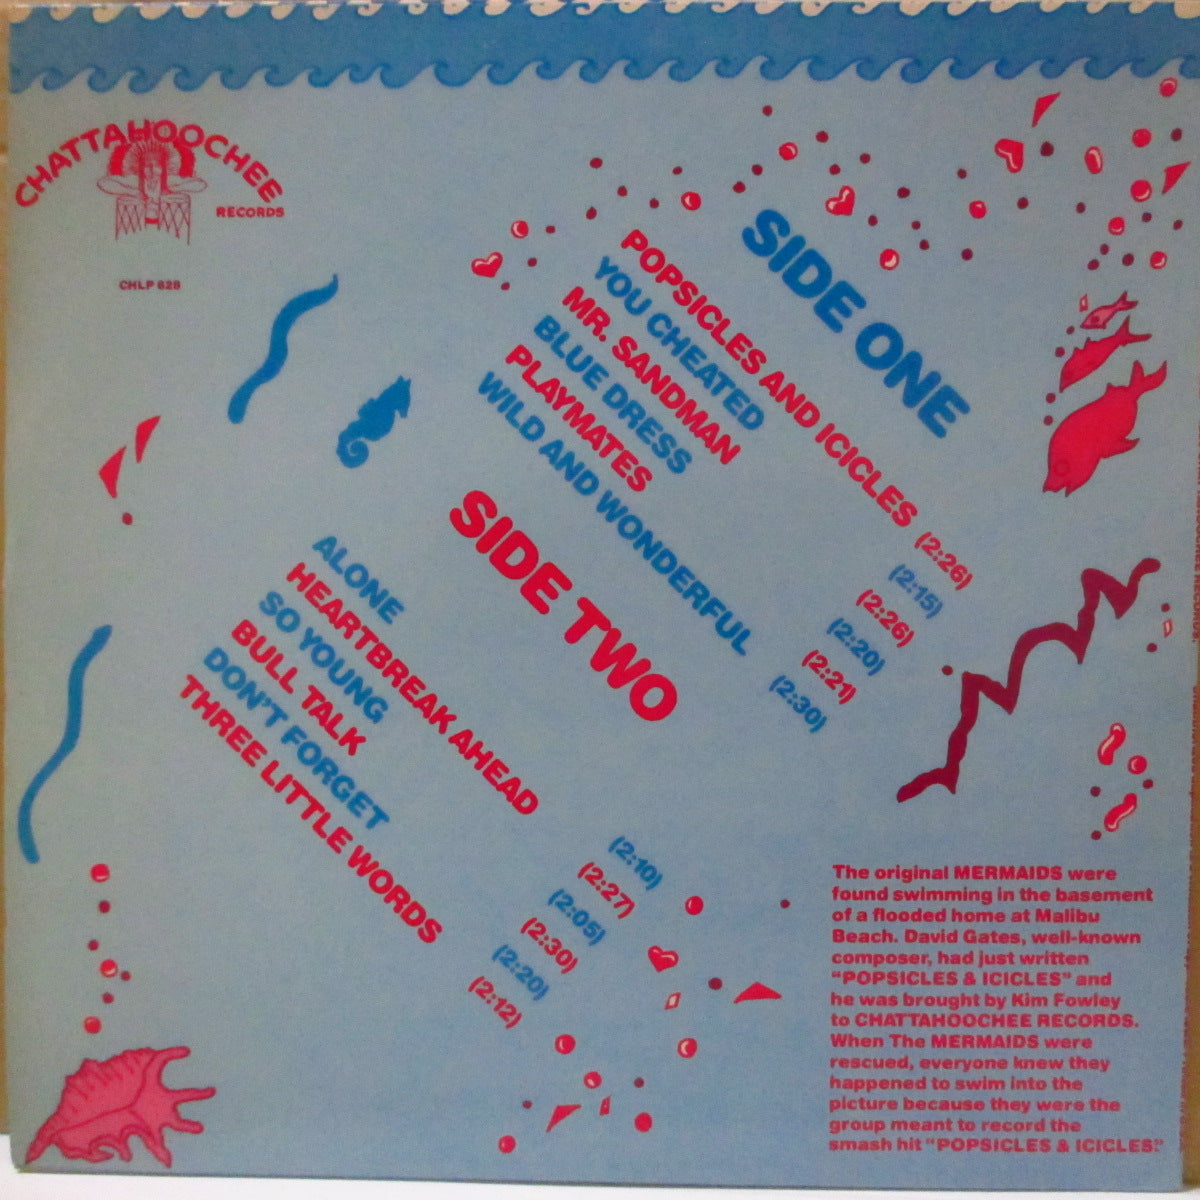 CHATTAHOOCHEE
RECORDS
CHLP 628
SIDE ONE
POPSICLES AND ICICLES (2:26)
YOU CHEATED (2:15)
MR. SANDMAN (2:26)
BLUE DRESS (2:20)
PLAYMATES (2:21)
WILD AND WONDERFUL (2:30)
SIDE TWO
ALONE (2:10)
HEARTBREAK AHEAD (2:27)
SO YOUNG (2:05)
BULL TALK (2:30)
DON'T FORGET (2:20)
THREE LITTLE WORDS (2:12)
The original MERMAIDS were
found swimming in the basement
of a flooded home at Malibu
Beach. David Gates, well-known
composer, had just written
"POPSICLES & ICICLES" and
he was brought by Kim Fowley
to CHATTAHOOCHEE RECORDS.
When The MERMAIDS were
rescued, everyone knew they
happened to swim into the
picture because they were the
group meant to record the
smash hit "POPSICLES & ICICLES."